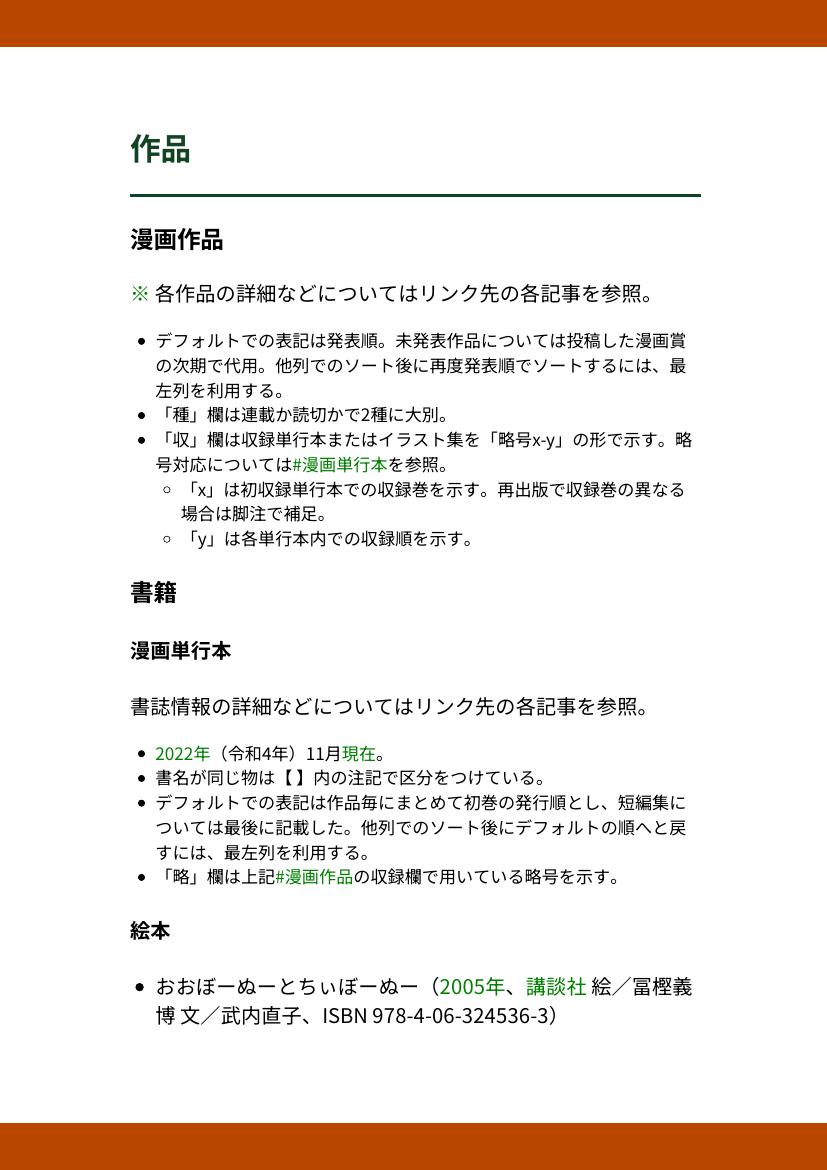 作品
漫画作品
※ 各作品の詳細などについてはリンク先の各記事を参照。
• デフォルトでの表記は発表順。未発表作品については投稿した漫画賞
の次期で代用。他列でのソート後に再度発表順でソートするには、最
左列を利用する。
• 「種」欄は連載か読切かで2種に大別。
• 「収」欄は収録単行本またはイラスト集を「略号x-y」の形で示す。略
号対応については#漫画単行本を参照。
◦ 「x」は初収録単行本での収録巻を示す。再出版で収録巻の異なる
場合は脚注で補足。
◦ 「y」は各単行本内での収録順を示す。
書籍
漫画単行本
書誌情報の詳細などについてはリンク先の各記事を参照。
• 2022年（令和4年）11月現在。
• 書名が同じ物は【 】内の注記で区分をつけている。
• デフォルトでの表記は作品毎にまとめて初巻の発行順とし、短編集に
ついては最後に記載した。他列でのソート後にデフォルトの順へと戻
すには、最左列を利用する。
• 「略」欄は上記#漫画作品の収録欄で用いている略号を示す。
絵本
• おおぼーぬーとちぃぼーぬー（2005年、講談社 絵／冨樫義
博 文／武内直子、ISBN 978-4-06-324536-3）